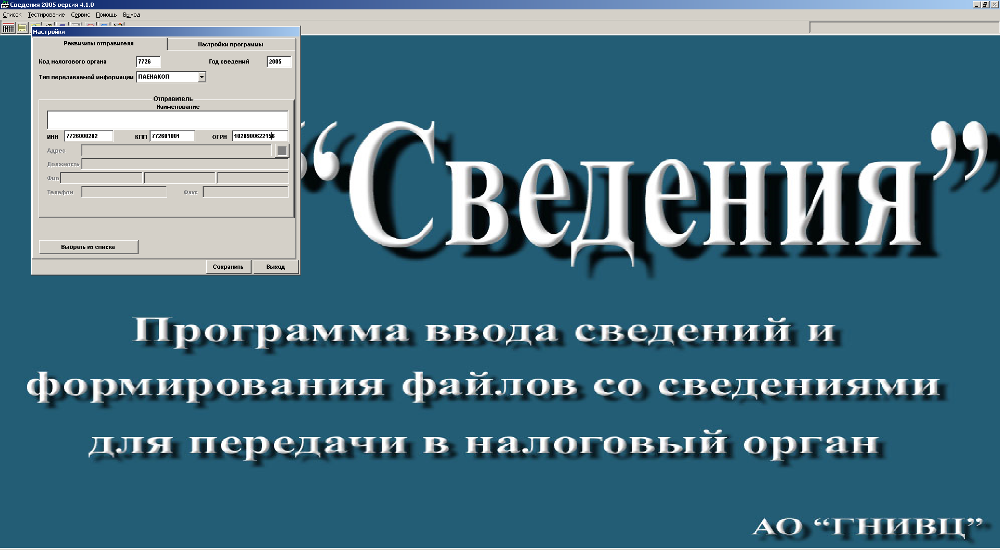 Сведения 2005 версия 4.1.0
Список Тестирование Сервис Помощь Выход
Настройки
Реквизиты отправителя Настройки программы
Код налогового органа 7726 Год сведений 2005
Тип передаваемой информации ПАЕНАКОП
Отправитель
Наименование
ИНН 7726000282 КПП 772601001 ОГРН 1028900622156
Адрес
Должность
Фио
Телефон Факс
Выбрать из списка
Сохранить Выход
“Сведения”
Программа ввода сведений и
формирования файлов со сведениями
для передачи в налоговый орган
АО “ГНИВЦ”